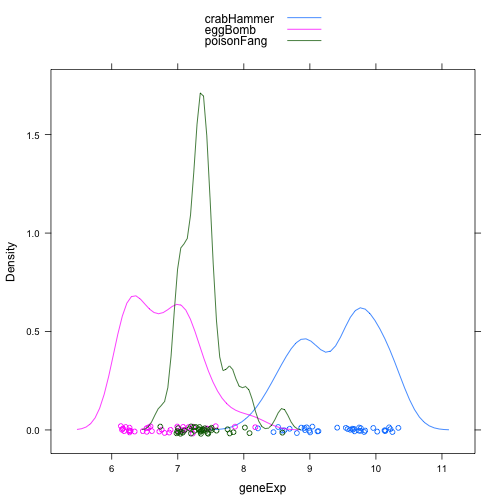 crabHammer
eggBomb
poisonFang
1.5
1.0
0.5
0.0
Density
6 7 8 9 10 11
geneExp